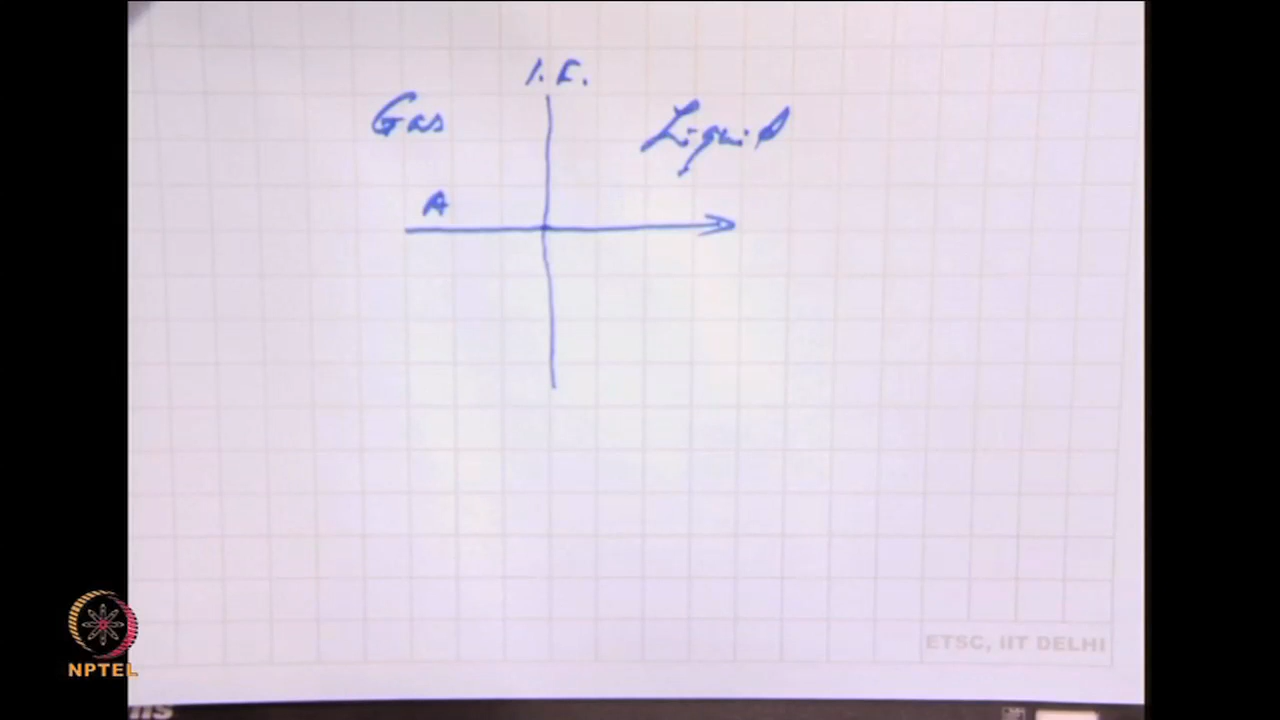 I.F.
Gas
Liquid
A
ETSC, IIT DELHI
NPTEL